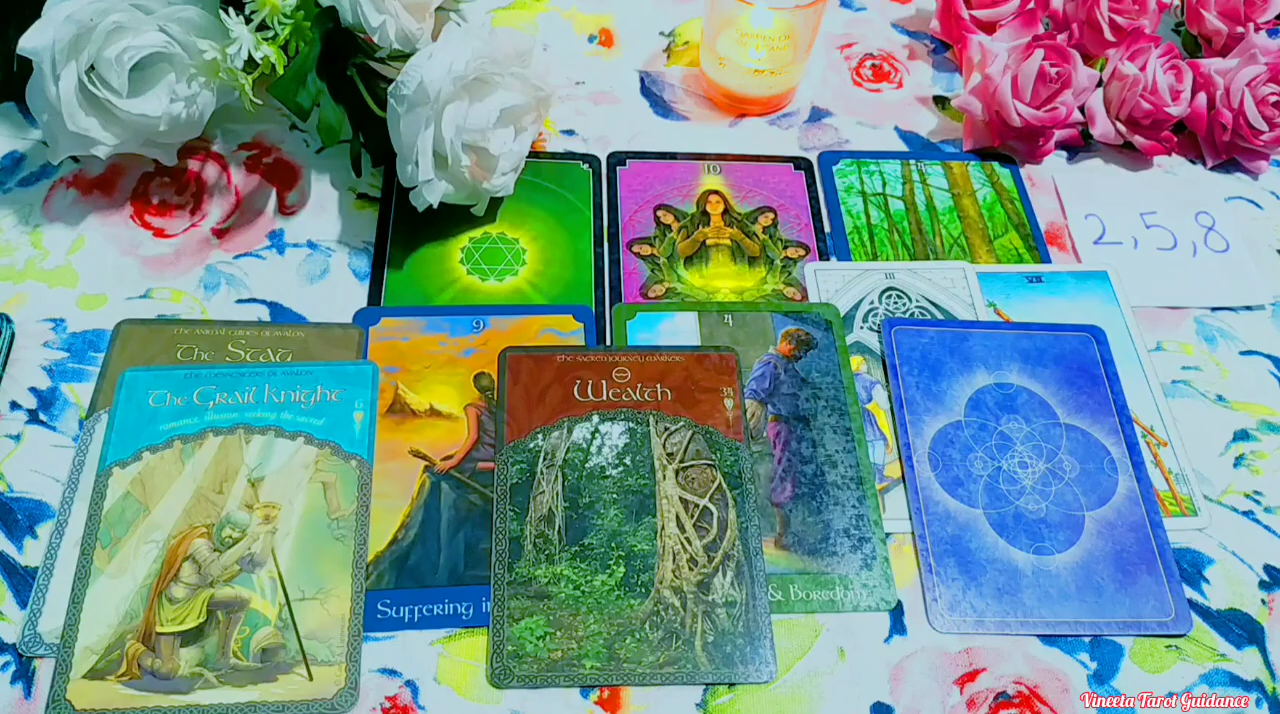 10
2,5,8
III
VII
THE ANIMAL GUIDES OF AVALON
The Stag
9
4
THE MESSENGERS OF AVALON
The Grail Knight
6
romance, illusion, seeking the sacred
THE SACRED JOURNEY MARKERS
Wealth
Suffering
& Boredom
Vineeta Tarot Guidance